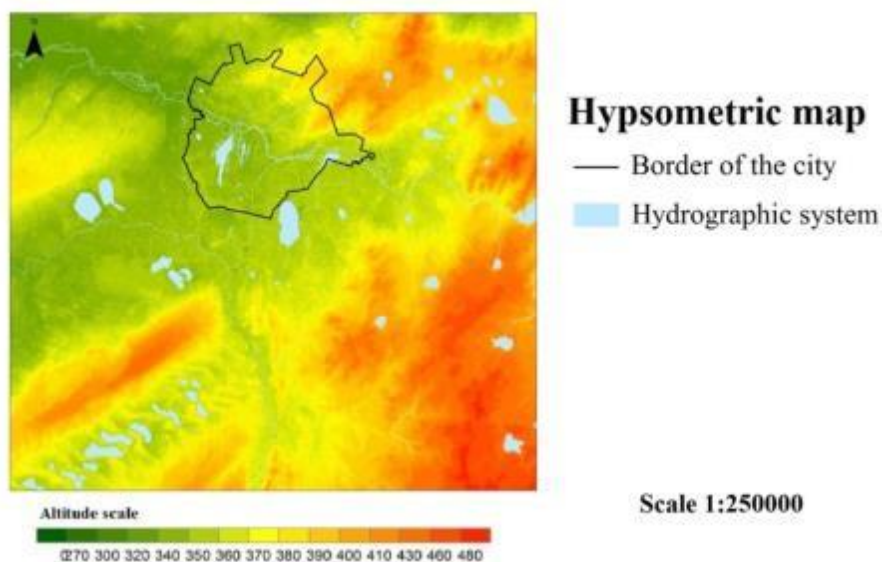 Hypsometric map
Border of the city
Hydrographic system
Scale 1:250000
Altitude scale
270 300 320 340 350 360 370 380 390 400 410 430 460 480